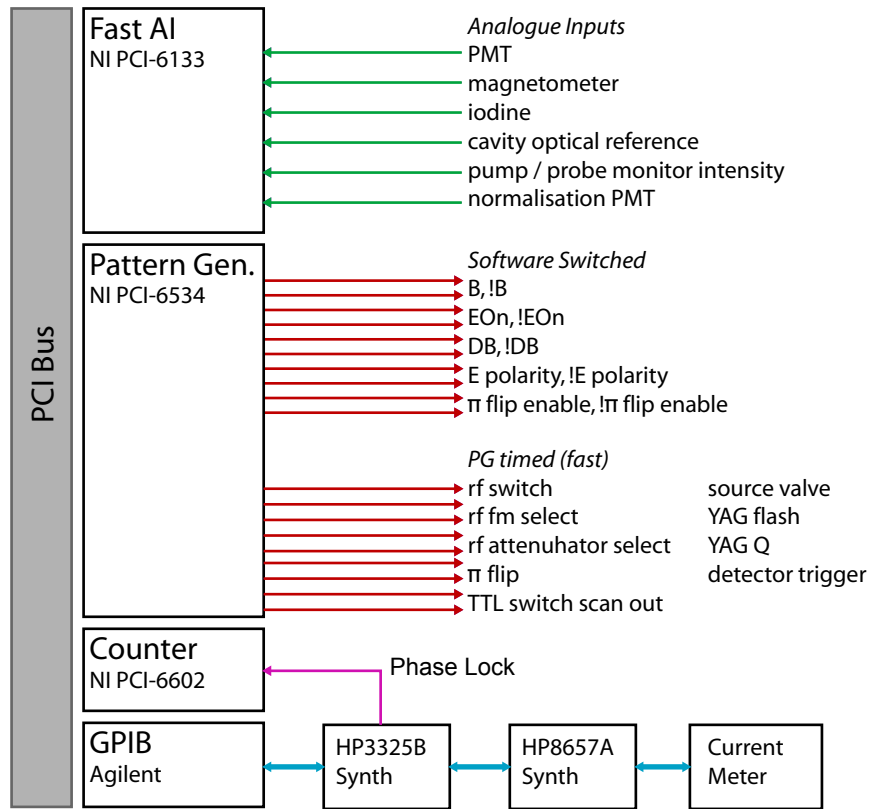 PCI Bus
Fast AI
NI PCI-6133
Analogue Inputs
PMT
magnetometer
iodine
cavity optical reference
pump / probe monitor intensity
normalisation PMT
Pattern Gen.
NI PCI-6534
Software Switched
B, !B
EOn, !EOn
DB, !DB
E polarity, !E polarity
π flip enable, !π flip enable
PG timed (fast)
rf switch
source valve
rf fm select
YAG flash
rf attenuhator select
YAG Q
π flip
detector trigger
TTL switch scan out
Counter
NI PCI-6602
Phase Lock
GPIB
Agilent
HP3325B
Synth
HP8657A
Synth
Current
Meter